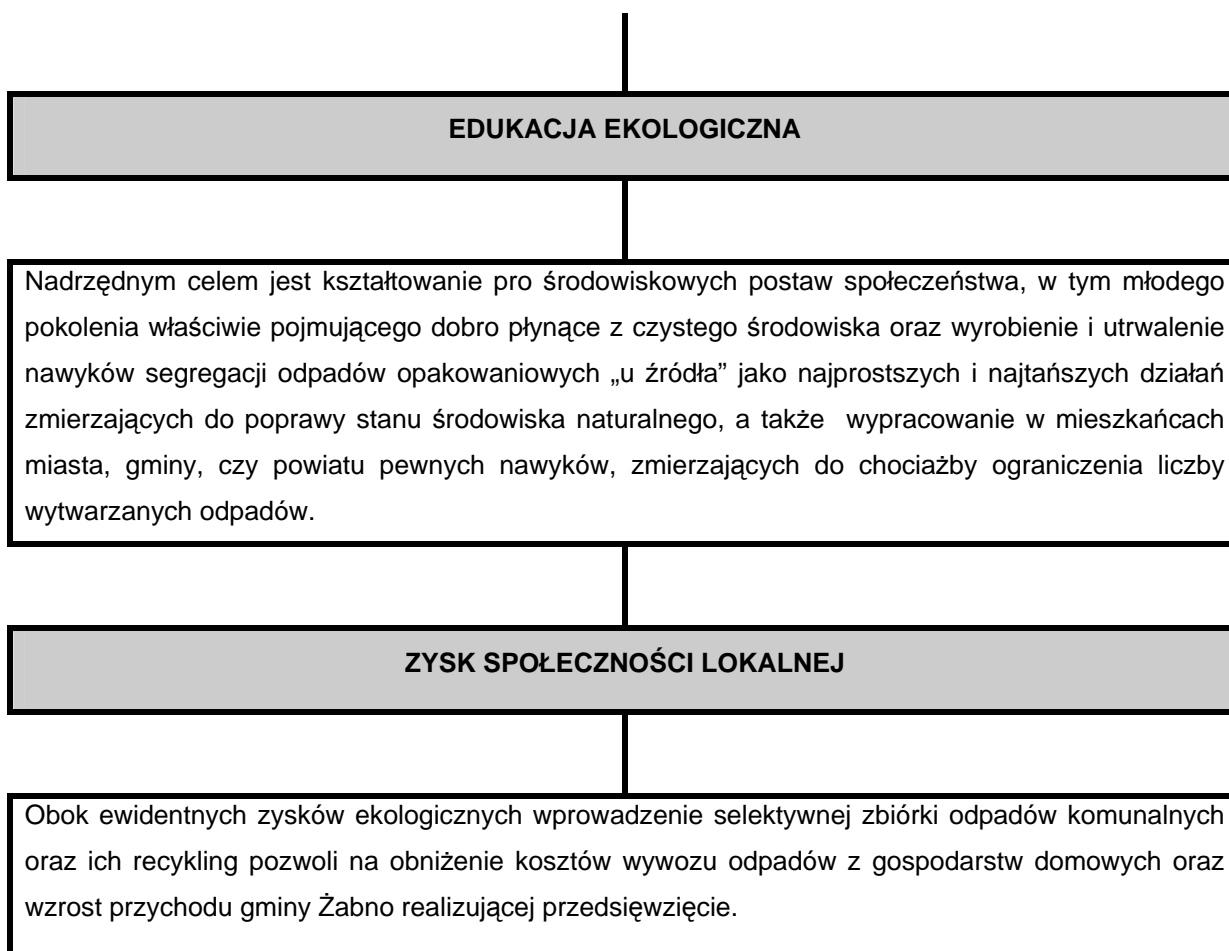 EDUKACJA EKOLOGICZNA
Nadrzędnym celem jest kształtowanie pro środowiskowych postaw społeczeństwa, w tym młodego
pokolenia właściwie pojmującego dobro płynące z czystego środowiska oraz wyrobienie i utrwalenie
nawyków segregacji odpadów opakowaniowych „u źródła” jako najprostszych i najtańszych działań
zmierzających do poprawy stanu środowiska naturalnego, a także wypracowanie w mieszkańcach
miasta, gminy, czy powiatu pewnych nawyków, zmierzających do chociażby ograniczenia liczby
wytwarzanych odpadów.
ZYSK SPOŁECZNOŚCI LOKALNEJ
Obok ewidentnych zysków ekologicznych wprowadzenie selektywnej zbiórki odpadów komunalnych
oraz ich recykling pozwoli na obniżenie kosztów wywozu odpadów z gospodarstw domowych oraz
wzrost przychodu gminy Żabno realizującej przedsięwzięcie.